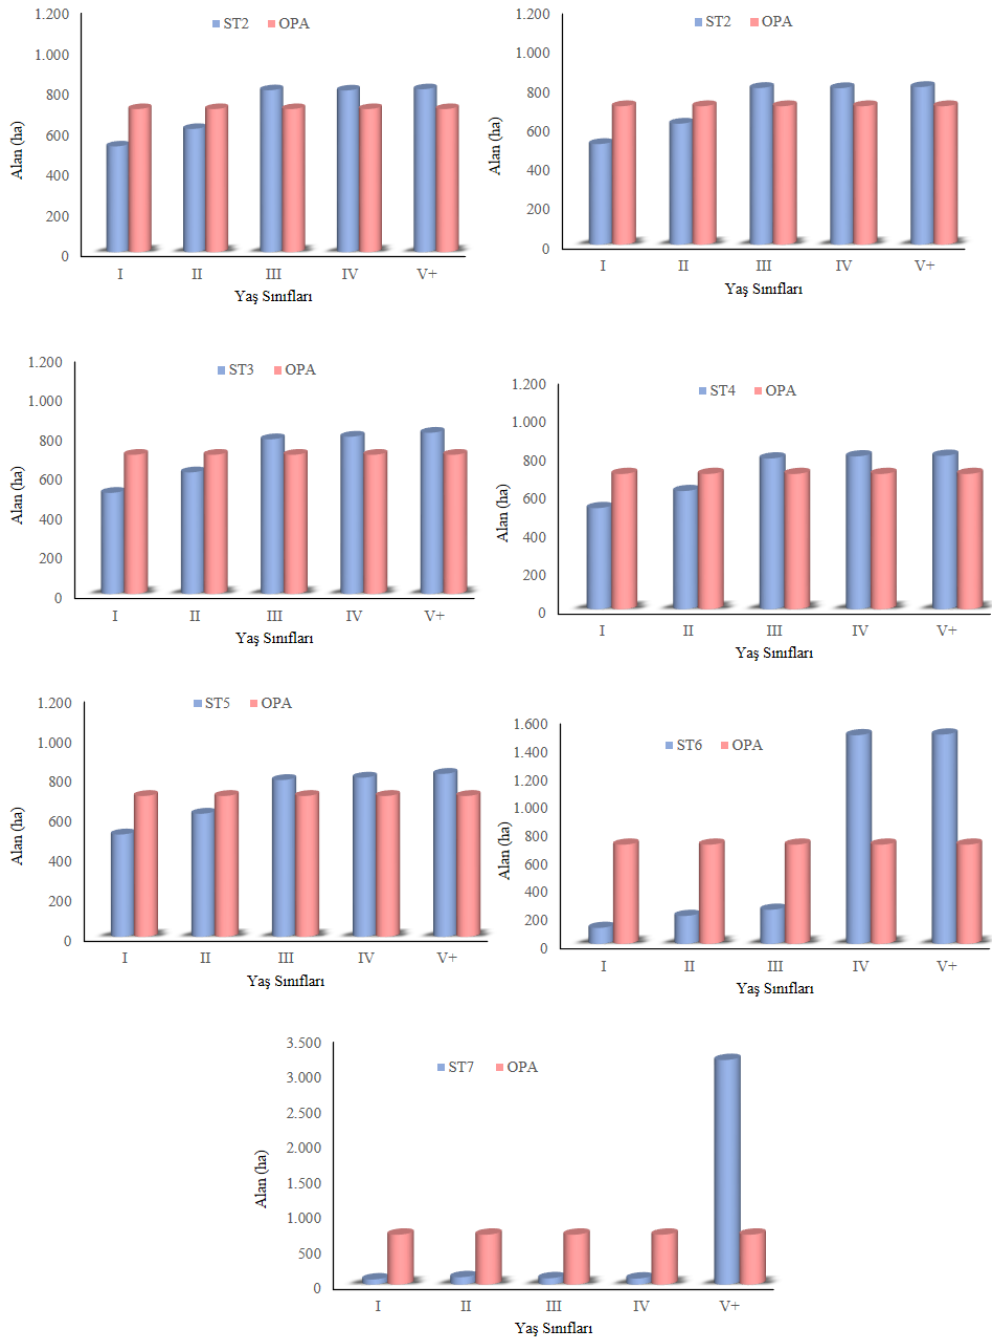 ST2 OPA
1.200
1.000
800
600
400
200
0
Alan (ha)
I II III IV V+
Yaş Sınıfları
ST2 OPA
1.200
1.000
800
600
400
200
0
Alan (ha)
I II III IV V+
Yaş Sınıfları
ST3 OPA
1.200
1.000
800
600
400
200
0
Alan (ha)
I II III IV V+
Yaş Sınıfları
ST4 OPA
1.200
1.000
800
600
400
200
0
Alan (ha)
I II III IV V+
Yaş Sınıfları
ST5 OPA
1.200
1.000
800
600
400
200
0
Alan (ha)
I II III IV V+
Yaş Sınıfları
ST6 OPA
1.600
1.400
1.200
1.000
800
600
400
200
0
Alan (ha)
I II III IV V+
Yaş Sınıfları
ST7 OPA
3.500
3.000
2.500
2.000
1.500
1.000
500
0
Alan (ha)
I II III IV V+
Yaş Sınıfları